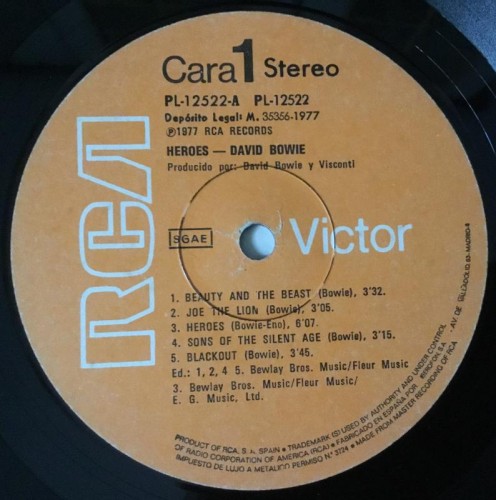 Cara 1 Stereo
PL-12522-A PL-12522
Depósito Legal: M. 35356-1977
℗1977 RCA RECORDS
HEROES — DAVID BOWIE
Producido por: David Bowie y Visconti
RCA
SGAE
Victor
1. BEAUTY AND THE BEAST (Bowie), 3'32.
2. JOE THE LION (Bowie), 3'05.
3. HEROES (Bowie-Eno), 6'07.
4. SONS OF THE SILENT AGE (Bowie), 3'15.
5. BLACKOUT (Bowie), 3'45.
Ed.: 1, 2, 4 5. Bewlay Bros. Music/Fleur Music
3. Bewlay Bros. Music/Fleur Music/
E. G. Music, Ltd.
PRODUCT OF RCA, S. A. SPAIN • TRADEMARK (S) USED BY AUTHORITY AND UNDER CONTROL
OF RADIO CORPORATION OF AMERICA (RCA) • FABRICADO EN ESPAÑA POR IBEROFON S.A. - AV. DE
IMPUESTO DE LUJO A METALICO PERMISO N.º 3724 • MADE FROM MASTER RECORDING OF RCA